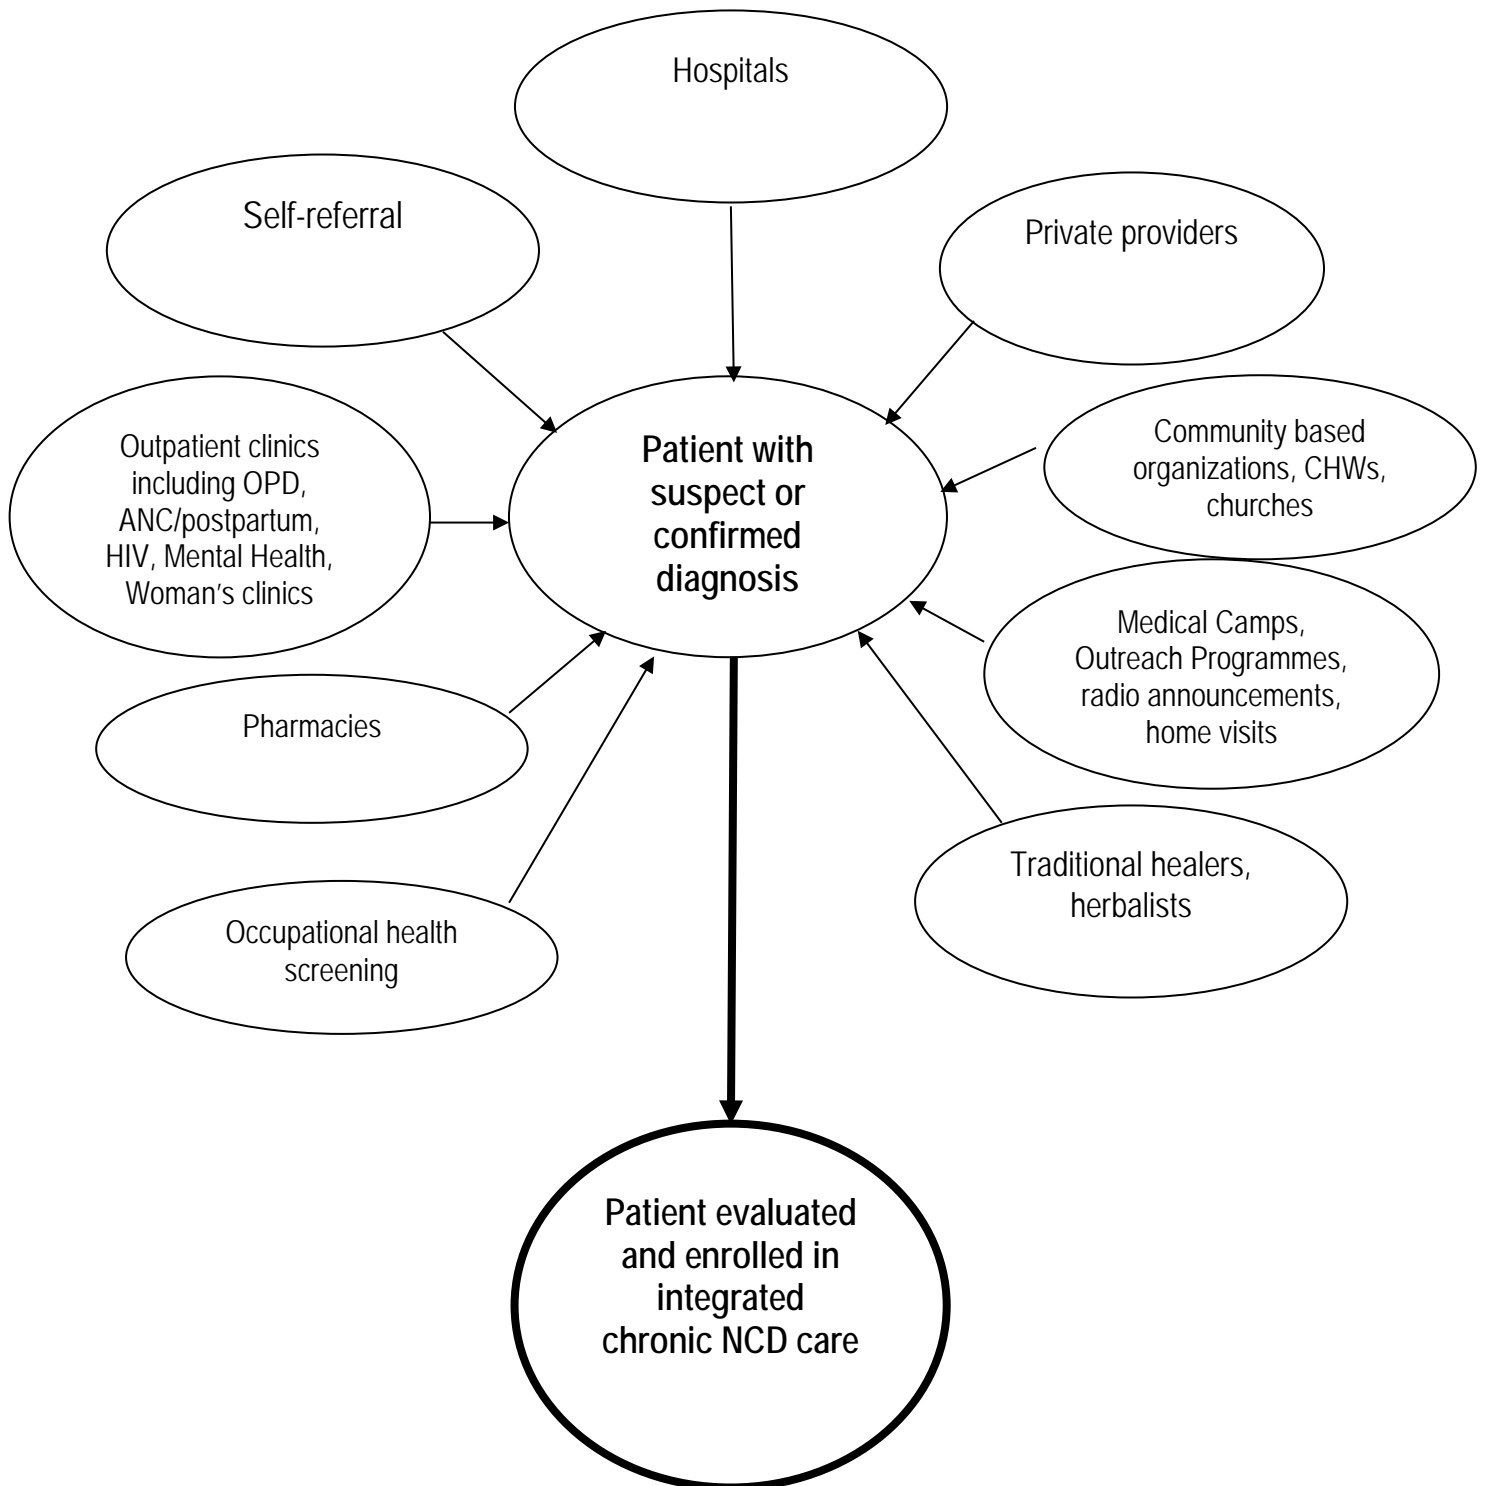 Hospitals
Self-referral
Private providers
Outpatient clinics
including OPD,
ANC/postpartum,
HIV, Mental Health,
Woman's clinics
Patient with
suspect or
confirmed
diagnosis
Community based
organizations, CHWs,
churches
Medical Camps,
Outreach Programmes,
radio announcements,
home visits
Pharmacies
Traditional healers,
herbalists
Occupational health
screening
Patient evaluated
and enrolled in
integrated
chronic NCD care